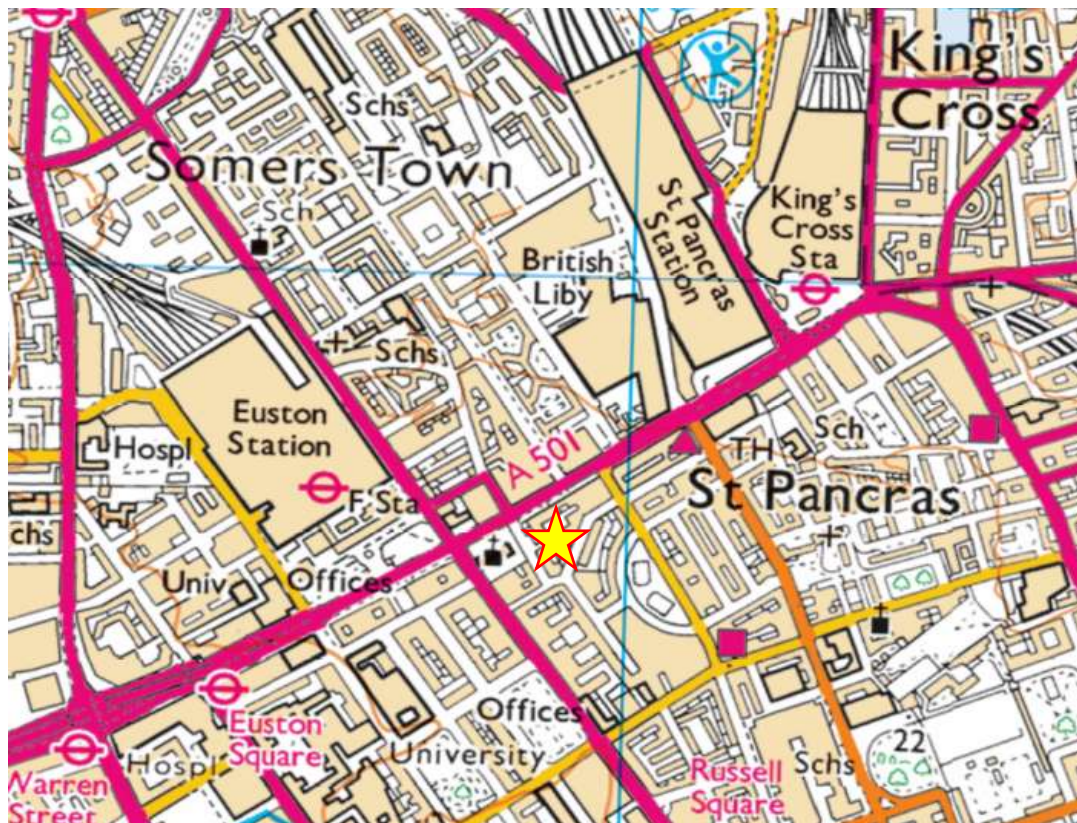 King's
Cross
Schs
Somers Town
Sch
St Pancras
Station
King's
Cross
Sta
British
Liby
Schs
Euston
Station
Hospl
A 501
Sch
TH
St Pancras
F Sta
chs
Univ
Offices
Offices
Euston
Square
University
Hospl
Warren
Street
22
Russell
Square
Schs